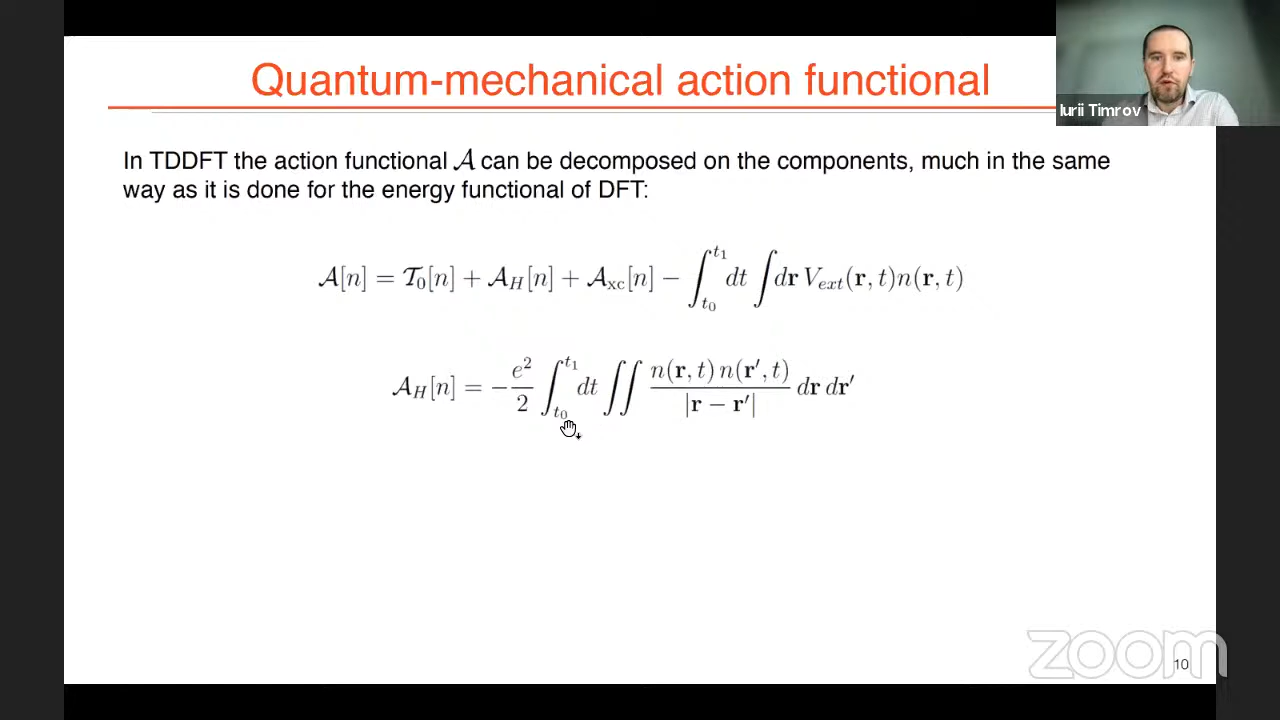 Quantum-mechanical action functional
Iurii Timrov
In TDDFT the action functional 𝒜 can be decomposed on the components, much in the same
way as it is done for the energy functional of DFT:
𝒜[n] = 𝒯₀[n] + 𝒜_H[n] + 𝒜_xc[n] − ∫_{t₀}^{t₁} dt ∫ d𝐫 V_ext(𝐫, t) n(𝐫, t)
𝒜_H[n] = − e²/2 ∫_{t₀}^{t₁} dt ∬ n(𝐫, t) n(𝐫′, t) / |𝐫 − 𝐫′| d𝐫 d𝐫′
zoom
10